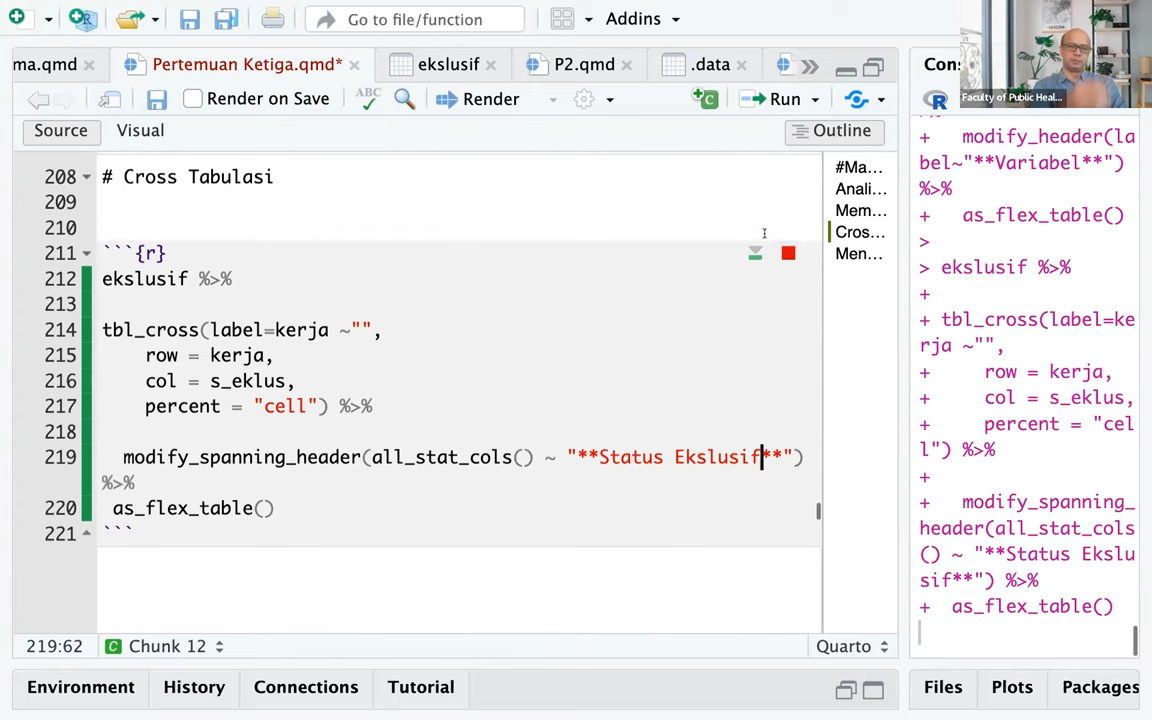 Go to file/function
Addins
ma.qmd
Pertemuan Ketiga.qmd*
ekslusif
P2.qmd
.data
Con
Faculty of Public Heal...
Render on Save
ABC
Render
Run
R
Source
Visual
Outline
208 # Cross Tabulasi
209
210
211 ```{r}
212 ekslusif %>%
213
214 tbl_cross(label=kerja ~"",
215 row = kerja,
216 col = s_eklus,
217 percent = "cell") %>%
218
219 modify_spanning_header(all_stat_cols() ~ "**Status Ekslusif**")
%>%
220 as_flex_table()
221 ```
#Ma...
Anali...
Mem...
Cros...
Men...
%>%
+ modify_header(la
bel~"**Variabel**")
%>%
+ as_flex_table()
>
> ekslusif %>%
+
+ tbl_cross(label=ke
rja ~"",
+ row = kerja,
+ col = s_eklus,
+ percent = "cel
l") %>%
+
+ modify_spanning_
header(all_stat_cols
() ~ "**Status Ekslu
sif**") %>%
+ as_flex_table()
219:62
C Chunk 12
Quarto
Environment
History
Connections
Tutorial
Files
Plots
Packages